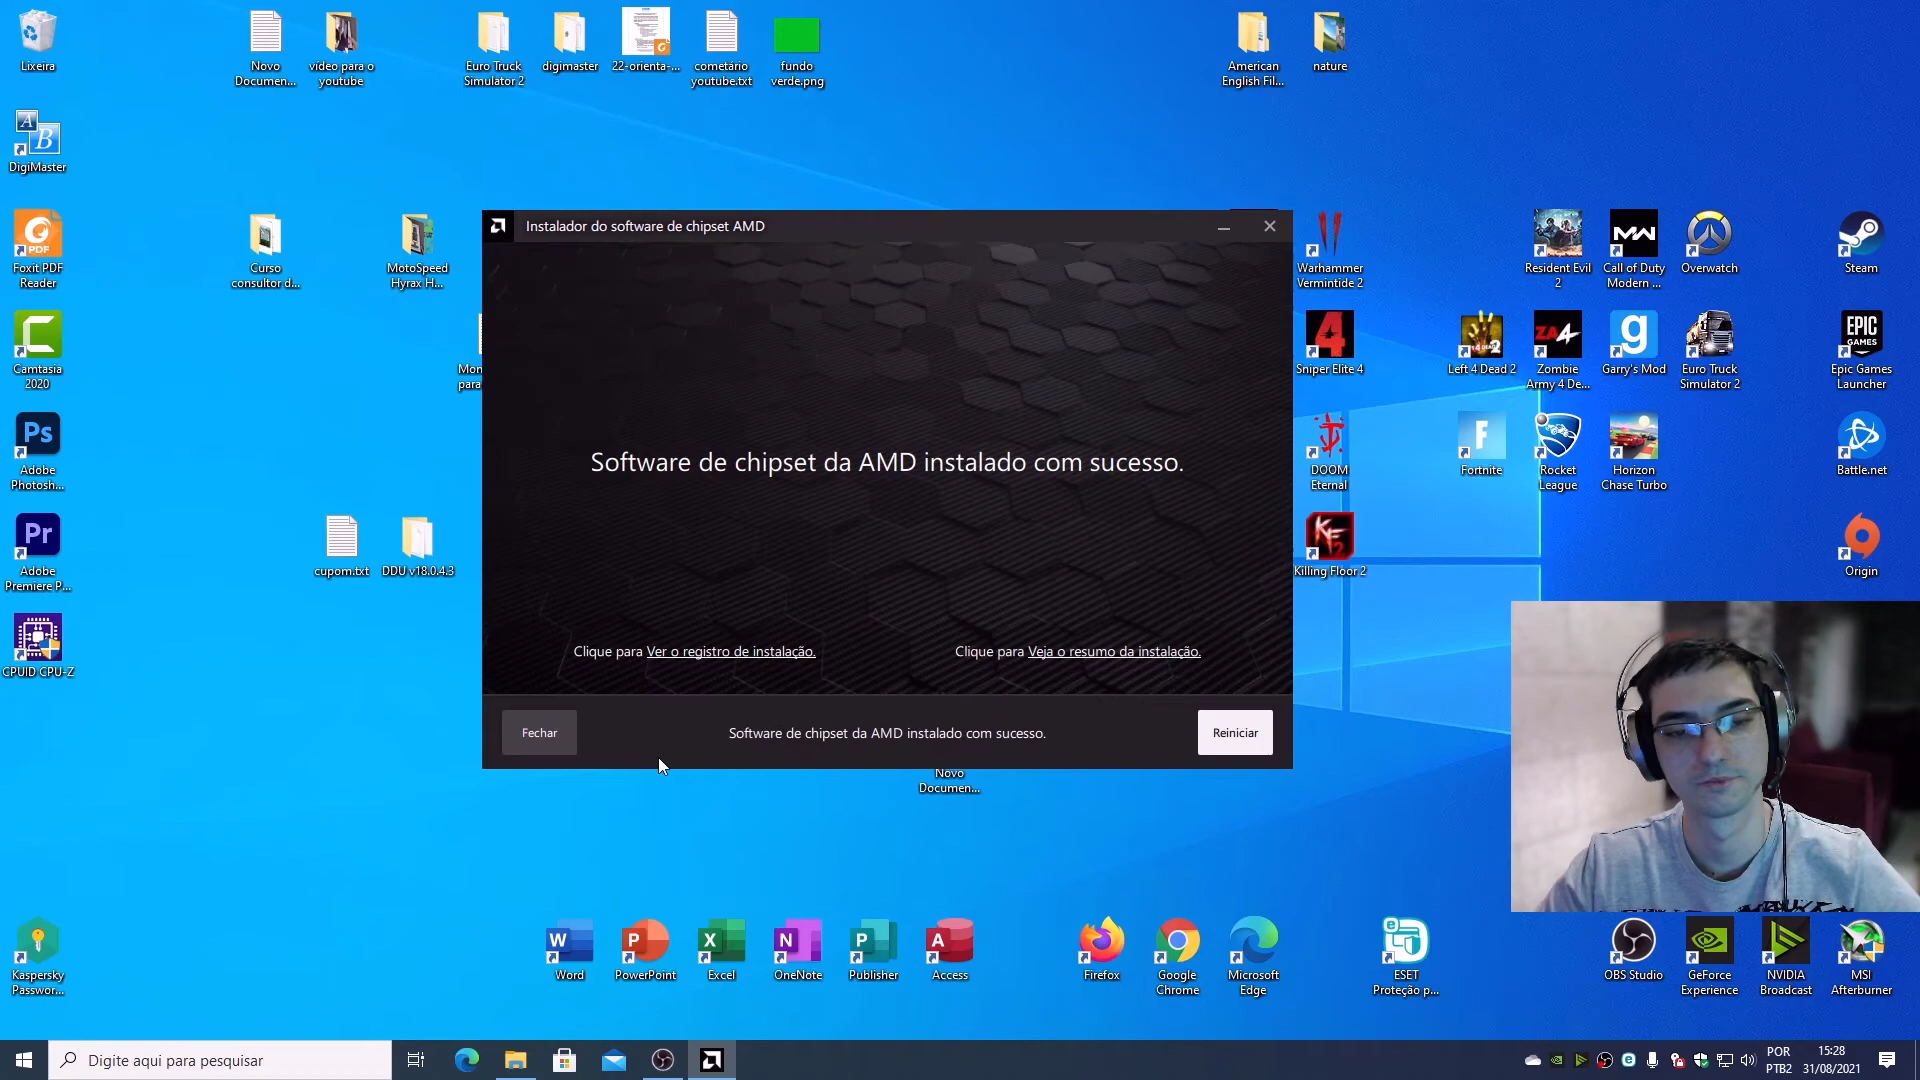 Lixeira
Novo
Documen...
video para o
youtube
Euro Truck
Simulator 2
digimaster
22-orienta-...
cometário
youtube.txt
fundo
verde.png
American
English Fil...
nature
DigiMaster
Foxit PDF
Reader
Curso
consultor d...
MotoSpeed
Hyrax H...
Instalador do software de chipset AMD
Warhammer
Vermintide 2
Resident Evil
2
Call of Duty
Modern ...
Overwatch
Steam
Camtasia
2020
Mon
para
Sniper Elite 4
Left 4 Dead 2
Zombie
Army 4 De...
Garry's Mod
Euro Truck
Simulator 2
Epic Games
Launcher
Software de chipset da AMD instalado com sucesso.
Adobe
Photosh...
DOOM
Eternal
Fortnite
Rocket
League
Horizon
Chase Turbo
Battle.net
Adobe
Premiere P...
cupom.txt
DDU v18.0.4.3
Killing Floor 2
Origin
CPUID CPU-Z
Clique para Ver o registro de instalação.
Clique para Veja o resumo da instalação.
Fechar
Software de chipset da AMD instalado com sucesso.
Reiniciar
Novo
Documen...
Kaspersky
Passwor...
Word
PowerPoint
Excel
OneNote
Publisher
Access
Firefox
Google
Chrome
Microsoft
Edge
ESET
Proteção p...
OBS Studio
GeForce
Experience
NVIDIA
Broadcast
MSI
Afterburner
Digite aqui para pesquisar
POR
PTB2
15:28
31/08/2021